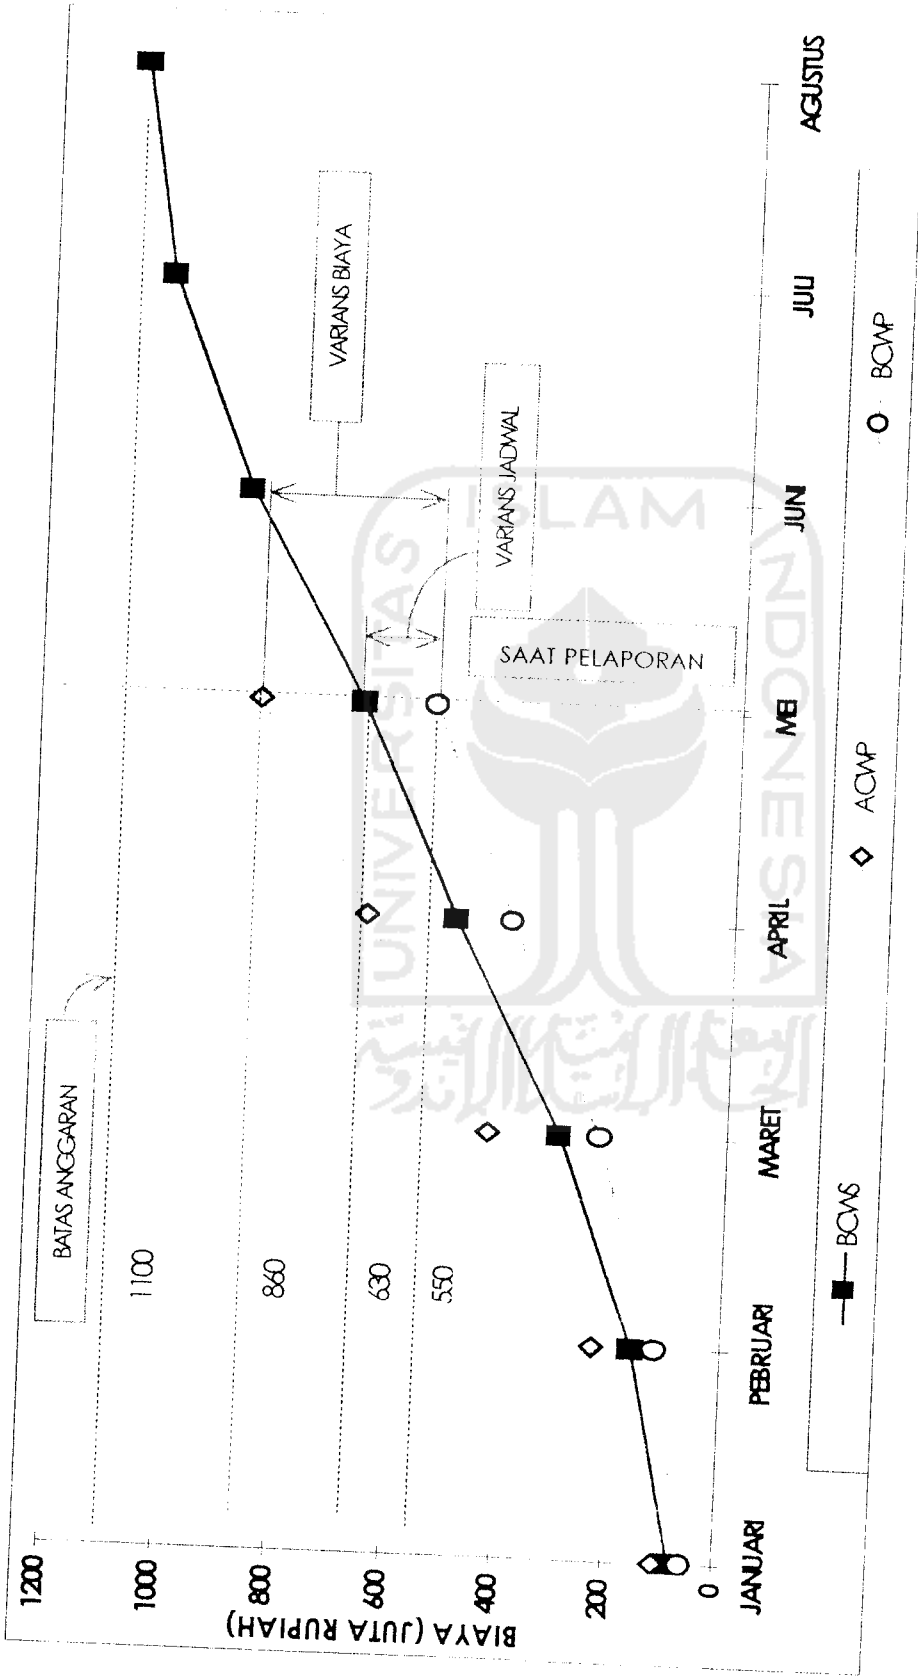 BIAYA (JUTA RUPIAH)
1200
1000
800
600
400
200
0
BATAS ANGGARAN
1100
860
630
550
VARIANS BIAYA
VARIANS JADWAL
SAAT PELAPORAN
JANUARI
PEBRUARI
MARET
APRIL
MEI
JUNI
JULI
AGUSTUS
BCWS
ACWP
BCWP
UNIVERSITAS
ISLAM
INDONESIA